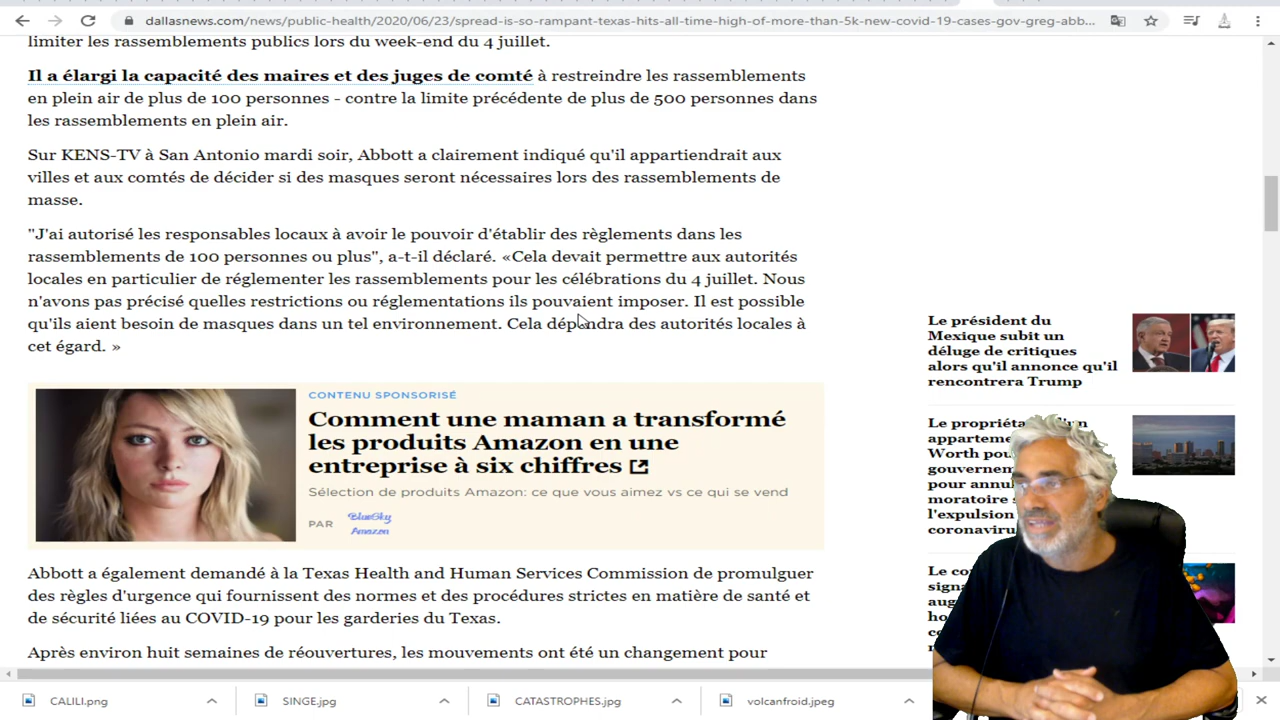 dallasnews.com/news/public-health/2020/06/23/spread-is-so-rampant-texas-hits-all-time-high-of-more-than-5k-new-covid-19-cases-gov-greg-abb...
limiter les rassemblements publics lors du week-end du 4 juillet.
Il a élargi la capacité des maires et des juges de comté à restreindre les rassemblements
en plein air de plus de 100 personnes - contre la limite précédente de plus de 500 personnes dans
les rassemblements en plein air.
Sur KENS-TV à San Antonio mardi soir, Abbott a clairement indiqué qu'il appartiendrait aux
villes et aux comtés de décider si des masques seront nécessaires lors des rassemblements de
masse.
"J'ai autorisé les responsables locaux à avoir le pouvoir d'établir des règlements dans les
rassemblements de 100 personnes ou plus", a-t-il déclaré. «Cela devait permettre aux autorités
locales en particulier de réglementer les rassemblements pour les célébrations du 4 juillet. Nous
n'avons pas précisé quelles restrictions ou réglementations ils pouvaient imposer. Il est possible
qu'ils aient besoin de masques dans un tel environnement. Cela dépendra des autorités locales à
cet égard. »
CONTENU SPONSORISÉ
Comment une maman a transformé
les produits Amazon en une
entreprise à six chiffres
Sélection de produits Amazon: ce que vous aimez vs ce qui se vend
PAR BlueSky
Amazon
Abbott a également demandé à la Texas Health and Human Services Commission de promulguer
des règles d'urgence qui fournissent des normes et des procédures strictes en matière de santé et
de sécurité liées au COVID-19 pour les garderies du Texas.
Après environ huit semaines de réouvertures, les mouvements ont été un changement pour
Le président du
Mexique subit un
déluge de critiques
alors qu'il annonce qu'il
rencontrera Trump
Le
Worth
pour
moratoire
l'expulsion
CALILI.png
SINGE.jpg
CATASTROPHES.jpg
volcanfroid.jpeg